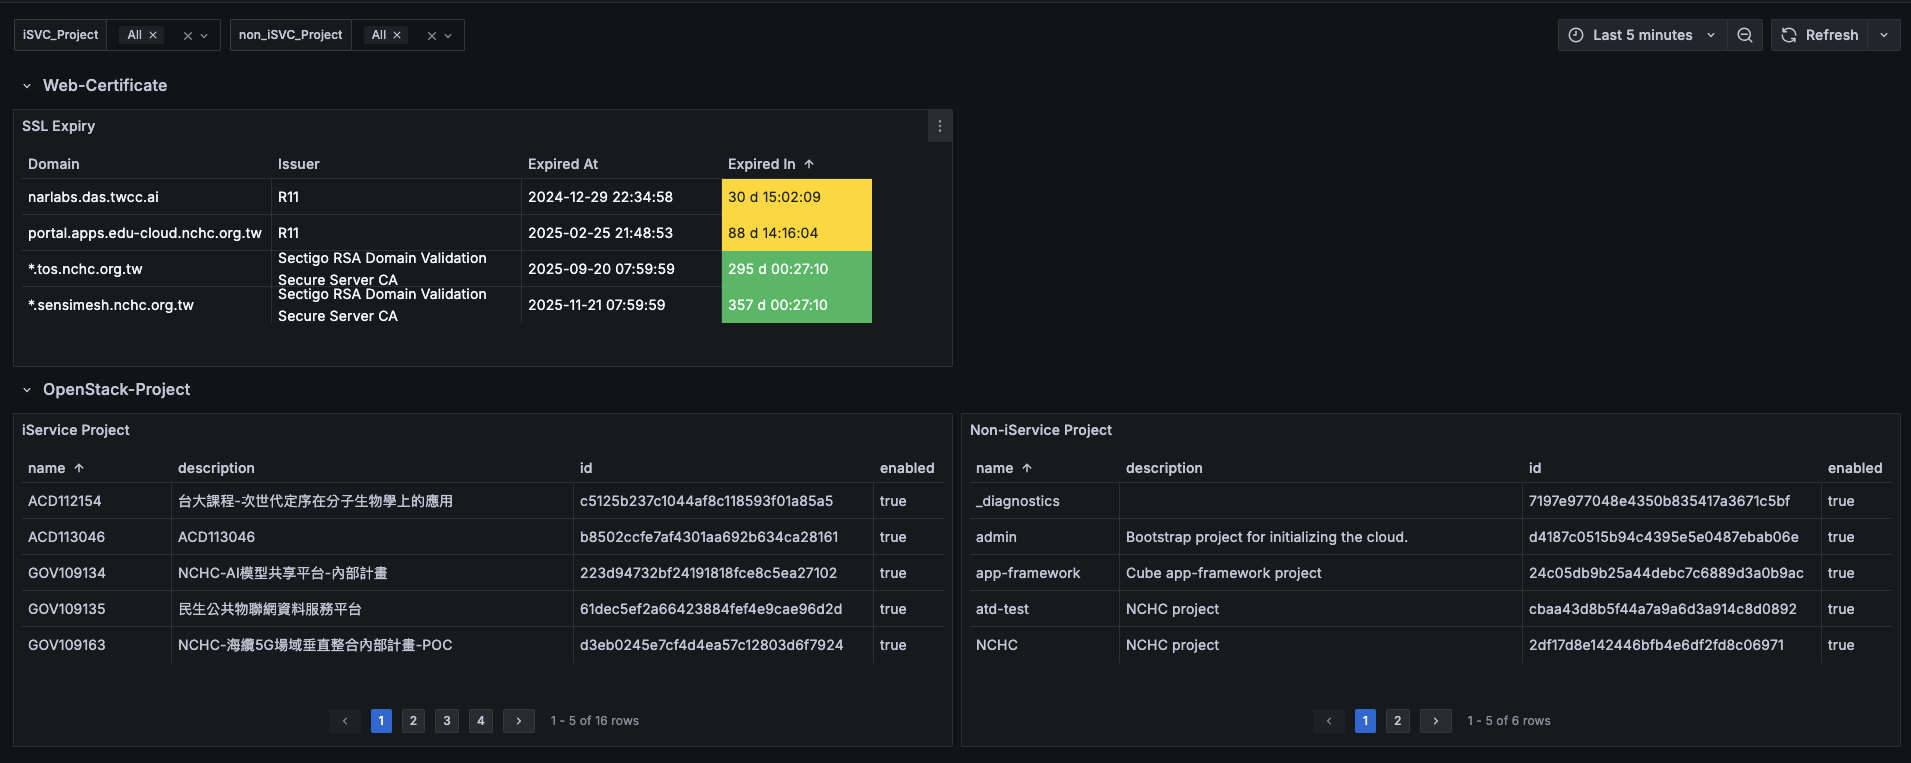 iSVC_Project All × × non_iSVC_Project All × × Last 5 minutes Refresh
Web-Certificate
SSL Expiry
Domain Issuer Expired At Expired In ↑
narlabs.das.twcc.ai R11 2024-12-29 22:34:58 30 d 15:02:09
portal.apps.edu-cloud.nchc.org.tw R11 2025-02-25 21:48:53 88 d 14:16:04
*.tos.nchc.org.tw Sectigo RSA Domain Validation Secure Server CA 2025-09-20 07:59:59 295 d 00:27:10
*.sensimesh.nchc.org.tw Sectigo RSA Domain Validation Secure Server CA 2025-11-21 07:59:59 357 d 00:27:10
OpenStack-Project
iService Project
name ↑ description id enabled
ACD112154 台大課程-次世代定序在分子生物學上的應用 c5125b237c1044af8c118593f01a85a5 true
ACD113046 ACD113046 b8502ccfe7af4301aa692b634ca28161 true
GOV109134 NCHC-AI模型共享平台-內部計畫 223d94732bf24191818fce8c5ea27102 true
GOV109135 民生公共物聯網資料服務平台 61dec5ef2a66423884fef4e9cae96d2d true
GOV109163 NCHC-海纜5G場域垂直整合內部計畫-POC d3eb0245e7cf4d4ea57c12803d6f7924 true
‹ 1 2 3 4 › 1 - 5 of 16 rows
Non-iService Project
name ↑ description id enabled
_diagnostics 7197e977048e4350b835417a3671c5bf true
admin Bootstrap project for initializing the cloud. d4187c0515b94c4395e5e0487ebab06e true
app-framework Cube app-framework project 24c05db9b25a44debc7c6889d3a0b9ac true
atd-test NCHC project cbaa43d8b5f44a7a9a6d3a914c8d0892 true
NCHC NCHC project 2df17d8e142446bfb4e6df2fd8c06971 true
‹ 1 2 › 1 - 5 of 6 rows